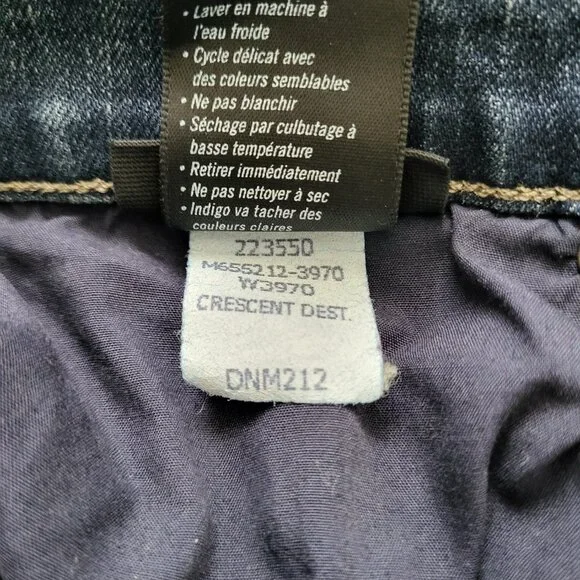 • Laver en machine à
l'eau froide
• Cycle délicat avec
des couleurs semblables
• Ne pas blanchir
• Séchage par culbutage à
basse température
• Retirer immédiatement
• Ne pas nettoyer à sec
• Indigo va tacher des
couleurs claires
223550
M655212-3970
W3970
CRESCENT DEST.
DNM212